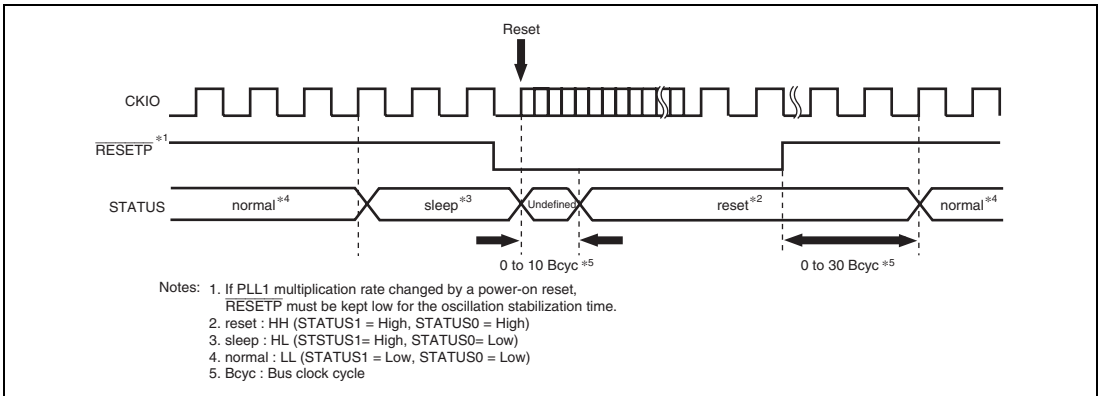 Reset
CKIO
RESETP *1
STATUS
normal*4
sleep*3
Undefined
reset*2
normal*4
0 to 10 Bcyc *5
0 to 30 Bcyc *5
Notes: 1. If PLL1 multiplication rate changed by a power-on reset,
RESETP must be kept low for the oscillation stabilization time.
2. reset : HH (STATUS1 = High, STATUS0 = High)
3. sleep : HL (STSTUS1= High, STATUS0= Low)
4. normal : LL (STATUS1 = Low, STATUS0 = Low)
5. Bcyc : Bus clock cycle